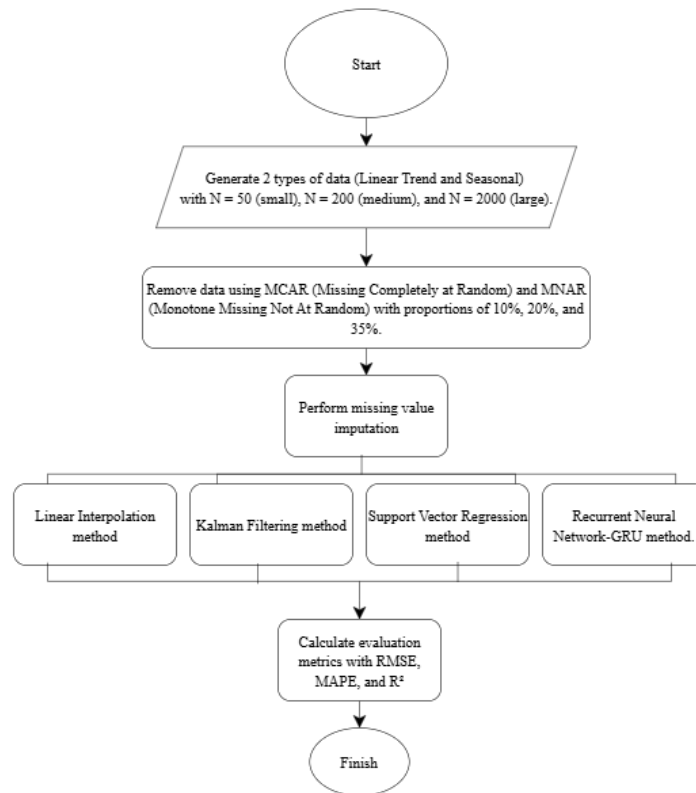 Start
Generate 2 types of data (Linear Trend and Seasonal)
with N = 50 (small), N = 200 (medium), and N = 2000 (large).
Remove data using MCAR (Missing Completely at Random) and MNAR
(Monotone Missing Not At Random) with proportions of 10%, 20%, and
35%.
Perform missing value
imputation
Linear Interpolation
method
Kalman Filtering method
Support Vector Regression
method
Recurrent Neural
Network-GRU method.
Calculate evaluation
metrics with RMSE,
MAPE, and R²
Finish